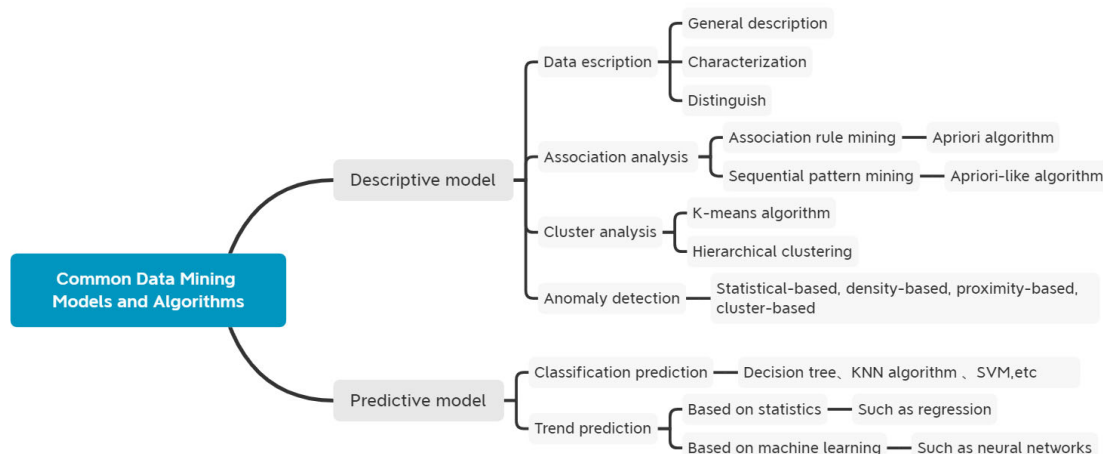 Common Data Mining
Models and Algorithms
Descriptive model
Data escription
General description
Characterization
Distinguish
Association analysis
Association rule mining
Apriori algorithm
Sequential pattern mining
Apriori-like algorithm
Cluster analysis
K-means algorithm
Hierarchical clustering
Anomaly detection
Statistical-based, density-based, proximity-based,
cluster-based
Predictive model
Classification prediction
Decision tree、KNN algorithm 、SVM,etc
Trend prediction
Based on statistics
Such as regression
Based on machine learning
Such as neural networks